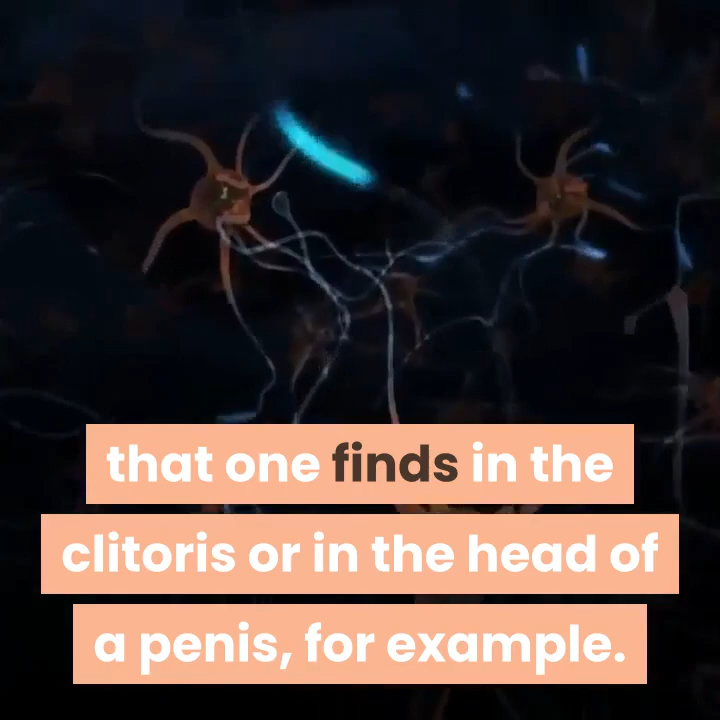 that one finds in the
clitoris or in the head of
a penis, for example.